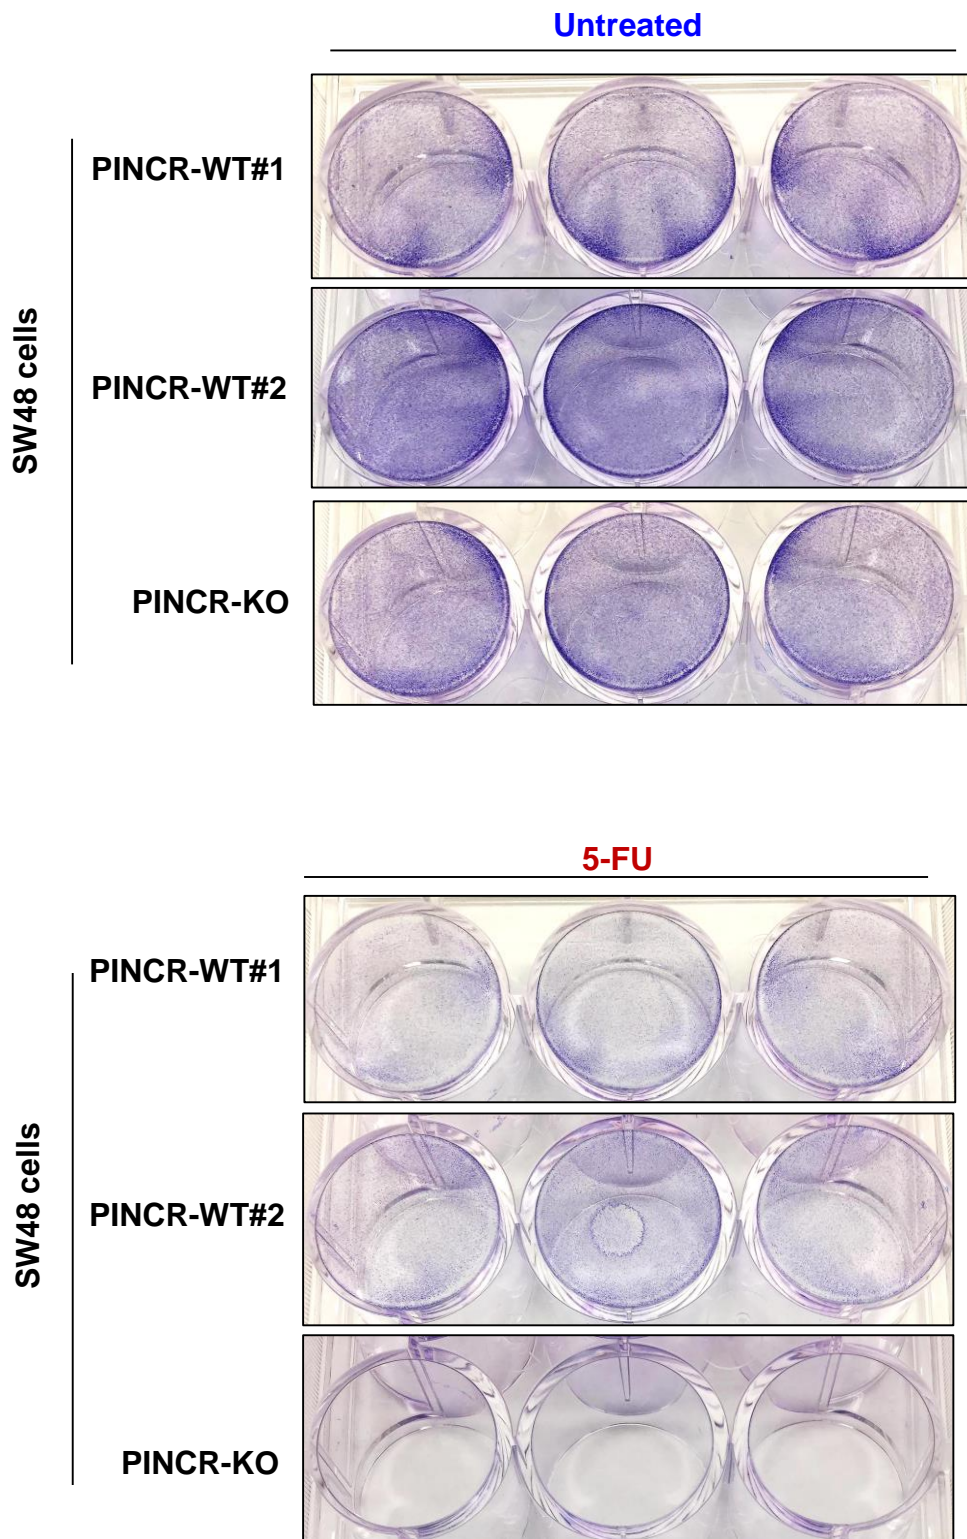 Untreated
SW48 cells
PINCR-WT#1
PINCR-WT#2
PINCR-KO
5-FU
SW48 cells
PINCR-WT#1
PINCR-WT#2
PINCR-KO